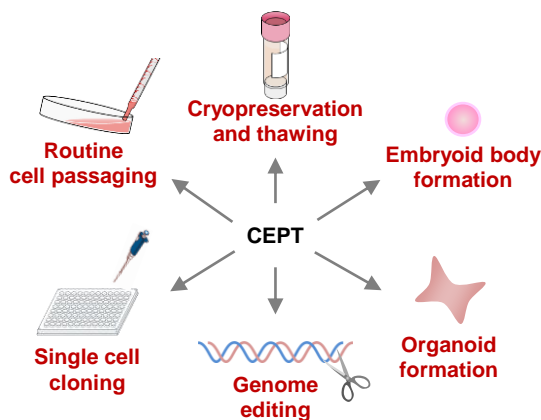 Cryopreservation
and thawing
Routine
cell passaging
Embryoid body
formation
CEPT
Single cell
cloning
Genome
editing
Organoid
formation